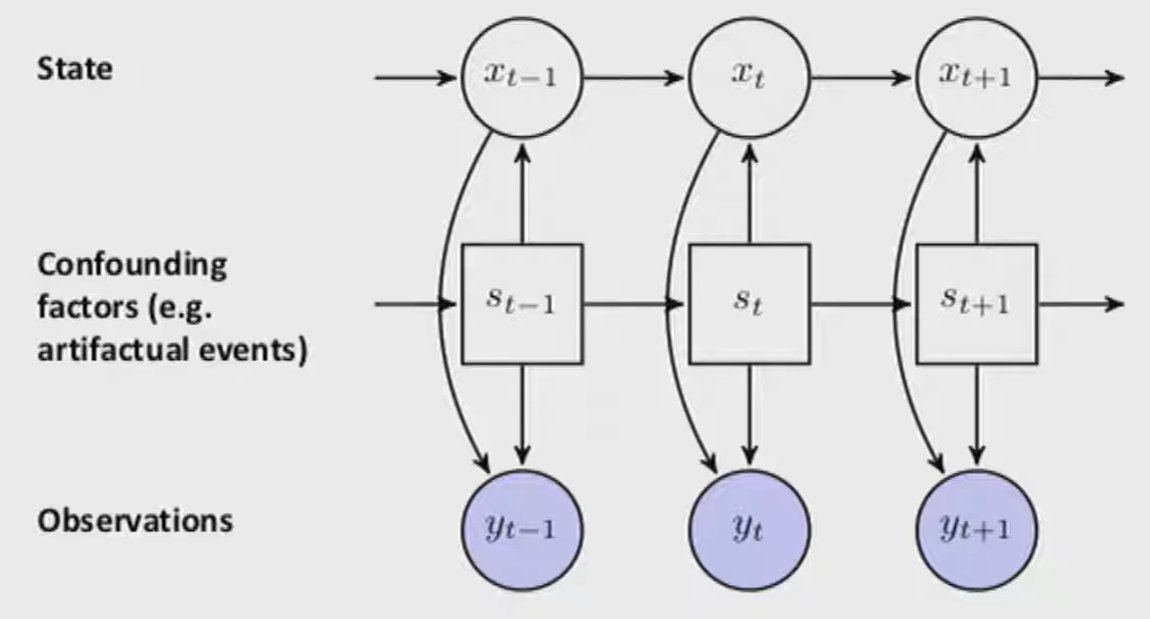 State
x_{t-1}
x_t
x_{t+1}
Confounding
factors (e.g.
artifactual events)
s_{t-1}
s_t
s_{t+1}
Observations
y_{t-1}
y_t
y_{t+1}